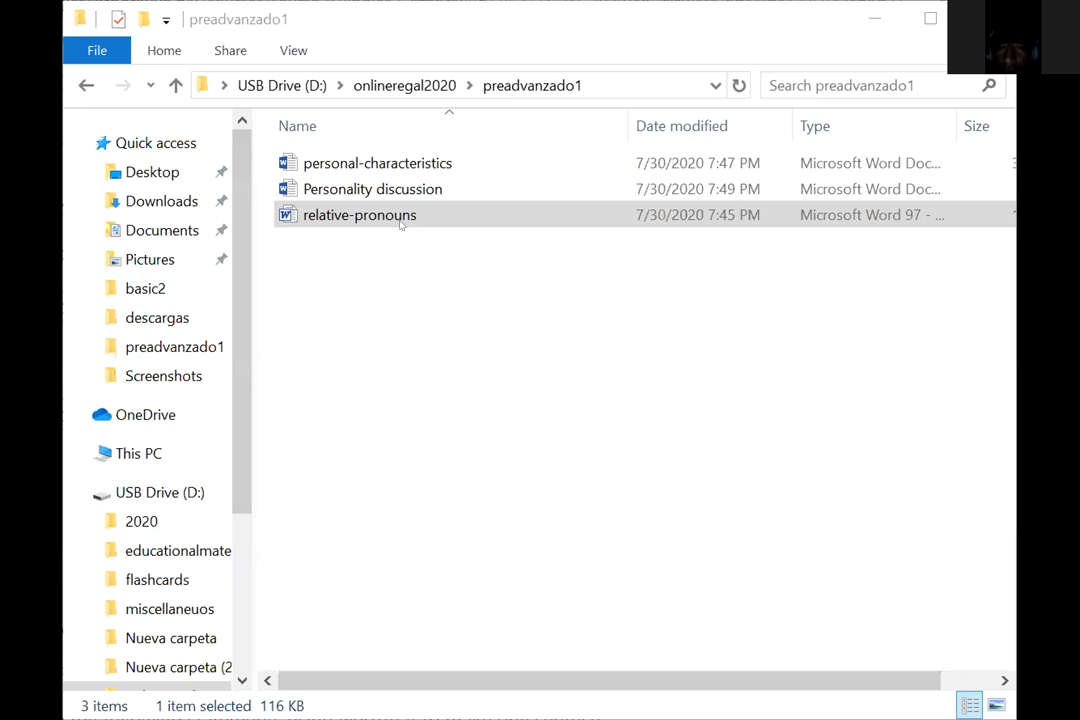 preadvanzado1
File Home Share View
USB Drive (D:) onlineregal2020 preadvanzado1 Search preadvanzado1
Name Date modified Type Size
personal-characteristics 7/30/2020 7:47 PM Microsoft Word Doc...
Personality discussion 7/30/2020 7:49 PM Microsoft Word Doc...
relative-pronouns 7/30/2020 7:45 PM Microsoft Word 97 - ...
Quick access
Desktop
Downloads
Documents
Pictures
basic2
descargas
preadvanzado1
Screenshots
OneDrive
This PC
USB Drive (D:)
2020
educationalmate
flashcards
miscellaneuos
Nueva carpeta
Nueva carpeta (2
3 items 1 item selected 116 KB